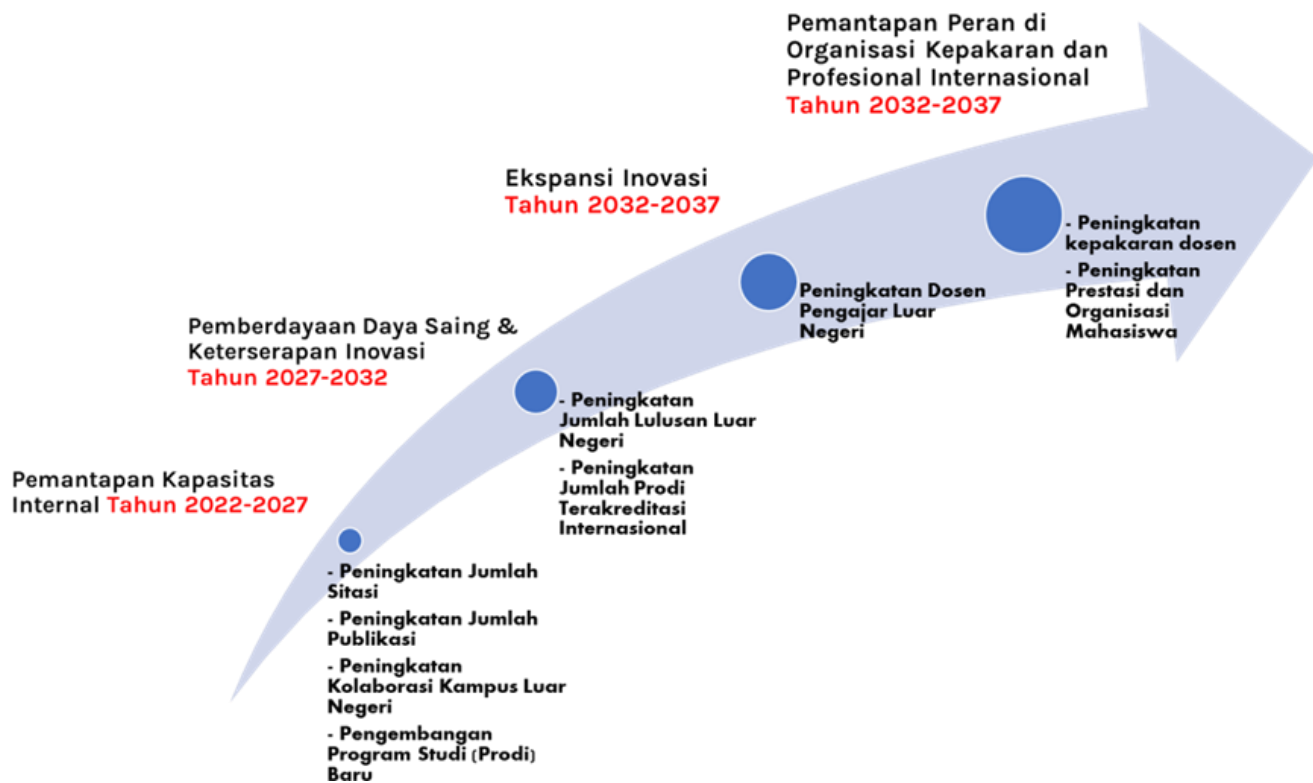 Pemantapan Peran di
Organisasi Kepakaran dan
Profesional Internasional
Tahun 2032-2037
Ekspansi Inovasi
Tahun 2032-2037
- Peningkatan
kepakaran dosen
- Peningkatan
Prestasi dan
Organisasi
Mahasiswa
Peningkatan Dosen
Pengajar Luar
Negeri
Pemberdayaan Daya Saing &
Keterserapan Inovasi
Tahun 2027-2032
- Peningkatan
Jumlah Lulusan Luar
Negeri
- Peningkatan
Jumlah Prodi
Terakreditasi
Internasional
Pemantapan Kapasitas
Internal Tahun 2022-2027
- Peningkatan Jumlah
Sitasi
- Peningkatan Jumlah
Publikasi
- Peningkatan
Kolaborasi Kampus Luar
Negeri
- Pengembangan
Program Studi (Prodi)
Baru